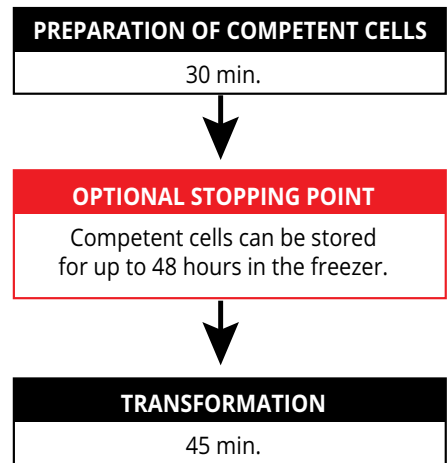 PREPARATION OF COMPETENT CELLS
30 min.
OPTIONAL STOPPING POINT
Competent cells can be stored
for up to 48 hours in the freezer.
TRANSFORMATION
45 min.